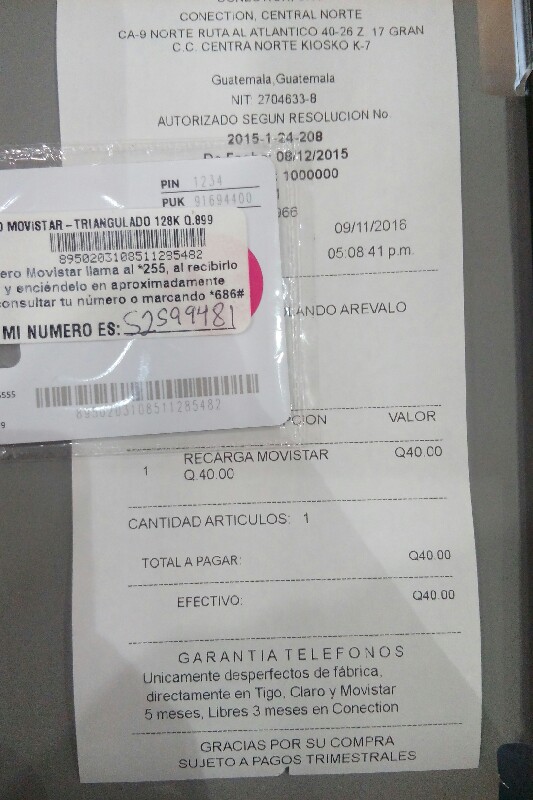 CONECTION, CENTRAL NORTE
CA-9 NORTE RUTA AL ATLANTICO 40-26 Z. 17 GRAN
C.C. CENTRA NORTE KIOSKO K-7
Guatemala,Guatemala
NIT: 2704633-8
AUTORIZADO SEGUN RESOLUCION No.
2015-1-24-208
De Fecha: 08/12/2015
1000000
966
09/11/2016
05:08:41 p.m.
LANDO AREVALO
PIN 1234
PUK 91694400
O MOVISTAR - TRIANGULADO 128K Q.899
8950203108511285482
ero Movistar llama al *255, al recibirlo
y enciéndelo en aproximadamente
consultar tu número o marcando *686#
MI NUMERO ES: 52599481
5555
8950203108511285482
9
PCION VALOR
1 RECARGA MOVISTAR Q40.00
Q.40.00
CANTIDAD ARTICULOS: 1
TOTAL A PAGAR: Q40.00
EFECTIVO: Q40.00
GARANTIA TELEFONOS
Unicamente desperfectos de fábrica,
directamente en Tigo, Claro y Movistar
5 meses, Libres 3 meses en Conection
GRACIAS POR SU COMPRA
SUJETO A PAGOS TRIMESTRALES